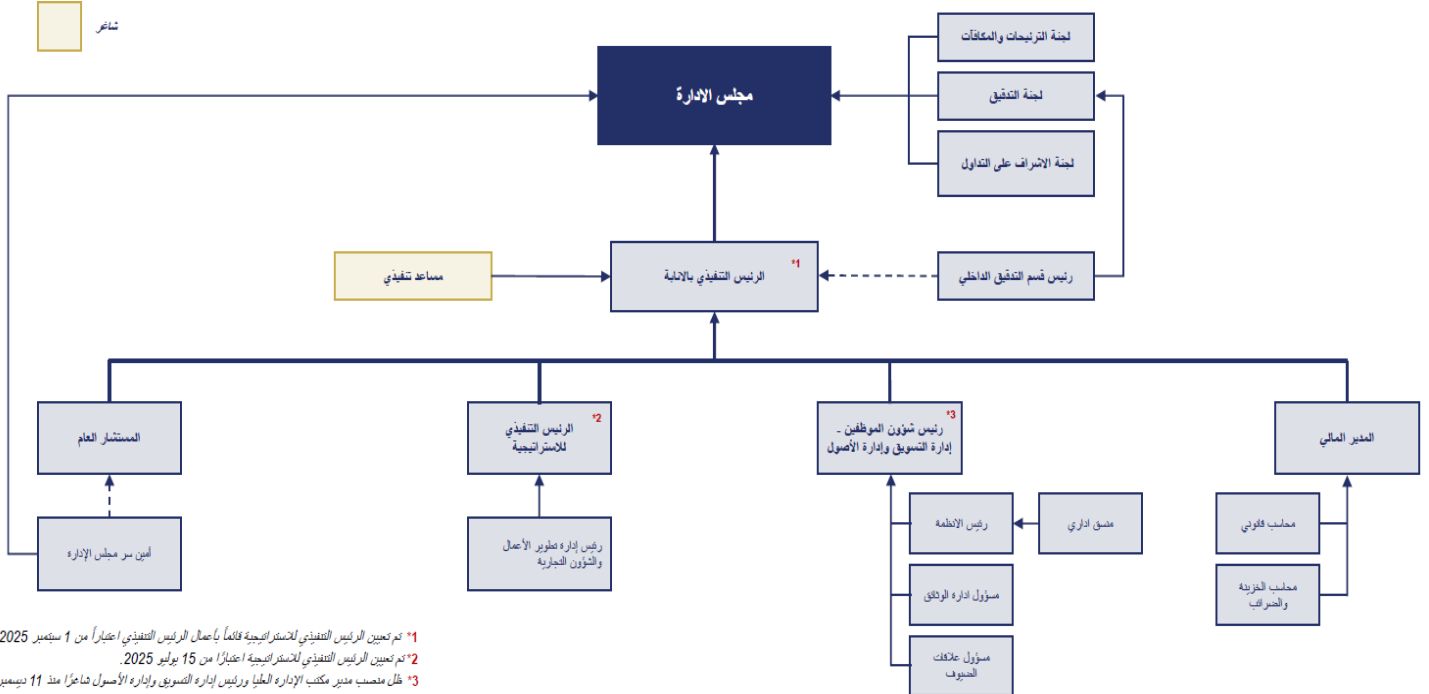 شاغر
لجنة الترشيحات والمكافآت
مجلس الادارة
لجنة التدقيق
لجنة الاشراف على التداول
مساعد تنفيذي
الرئيس التنفيذي بالانابة
*1
رئيس قسم التدقيق الداخلي
المدير المالي
*3
رئيس شؤون الموظفين -
إدارة التسويق وإدارة الأصول
*2
الرئيس التنفيذي
للاستراتيجية
المستشار العام
محاسب قانوني
محاسب الخزينة
والضرائب
منسق اداري
رئيس الانظمة
مسؤول ادارة الوثائق
مسؤول علاقات
الضيوف
رئيس إدارة تطوير الأعمال
والشؤون التجارية
أمين سر مجلس الإدارة
*1 تم تعيين الرئيس التنفيذي للاستراتيجية قائماً بأعمال الرئيس التنفيذي اعتباراً من 1 سبتمبر 2025
*2 تم تعيين الرئيس التنفيذي للاستراتيجية اعتبارًا من 15 يوليو 2025.
*3 ظل منصب مدير مكتب الإدارة العليا ورئيس إدارة التسويق وإدارة الأصول شاغرًا منذ 11 ديسمبر